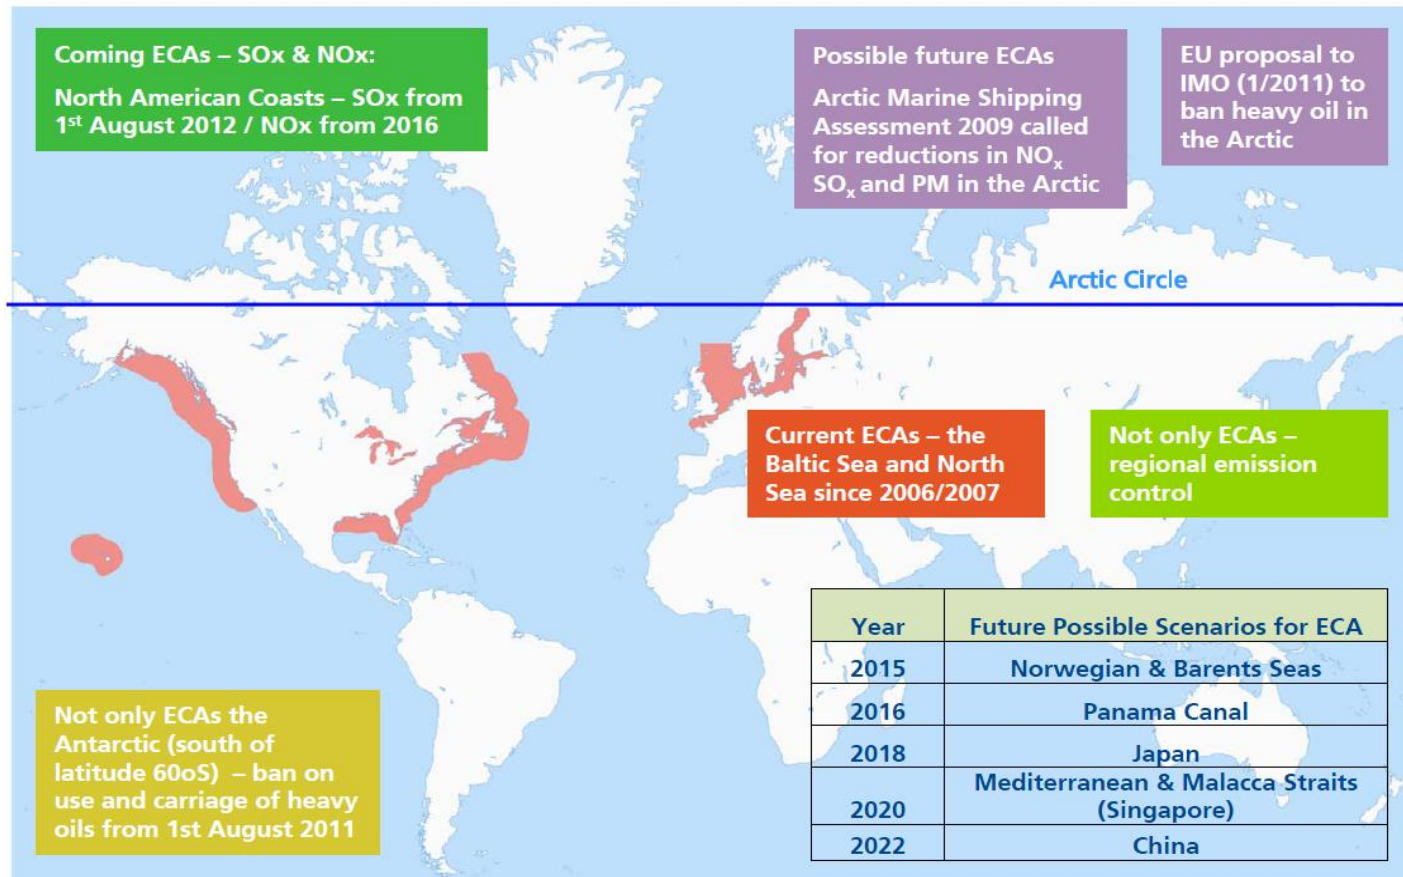 Coming ECAs – SOx & NOx:
North American Coasts – SOx from
1st August 2012 / NOx from 2016
Possible future ECAs
Arctic Marine Shipping
Assessment 2009 called
for reductions in NOx
SOx and PM in the Arctic
EU proposal to
IMO (1/2011) to
ban heavy oil in
the Arctic
Arctic Circle
Current ECAs – the
Baltic Sea and North
Sea since 2006/2007
Not only ECAs –
regional emission
control
Not only ECAs the
Antarctic (south of
latitude 60oS) – ban on
use and carriage of heavy
oils from 1st August 2011
Year Future Possible Scenarios for ECA
2015 Norwegian & Barents Seas
2016 Panama Canal
2018 Japan
2020 Mediterranean & Malacca Straits
(Singapore)
2022 China